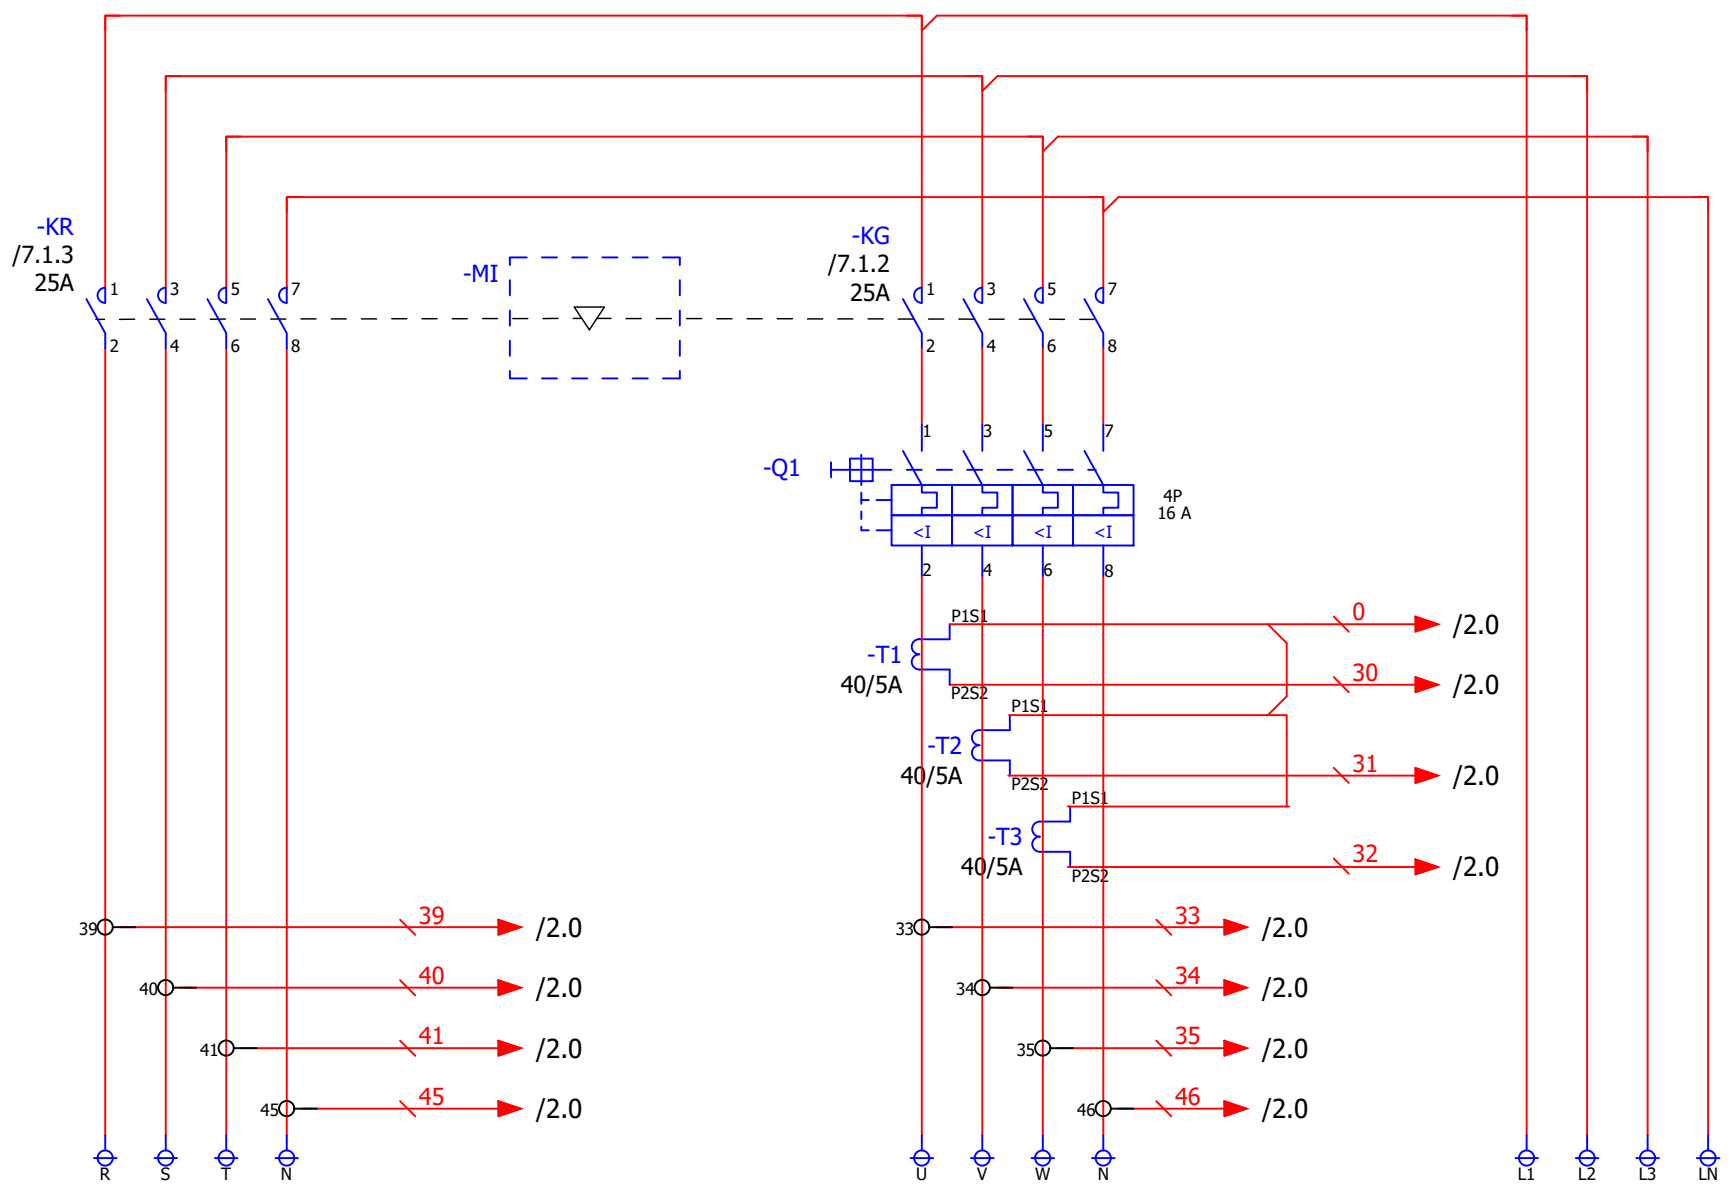 -KR
/7.1.3
25A
1
3
5
7
2
4
6
8
-MI
-KG
/7.1.2
25A
1
3
5
7
2
4
6
8
-Q1
1
3
5
7
<I
<I
<I
<I
4P
16 A
2
4
6
8
-T1
40/5A
P1S1
P2S2
0
/2.0
30
/2.0
-T2
40/5A
P1S1
P2S2
31
/2.0
-T3
40/5A
P1S1
P2S2
32
/2.0
39
39
/2.0
33
33
/2.0
40
40
/2.0
34
34
/2.0
41
41
/2.0
35
35
/2.0
45
45
/2.0
46
46
/2.0
R
S
T
N
U
V
W
N
L1
L2
L3
LN